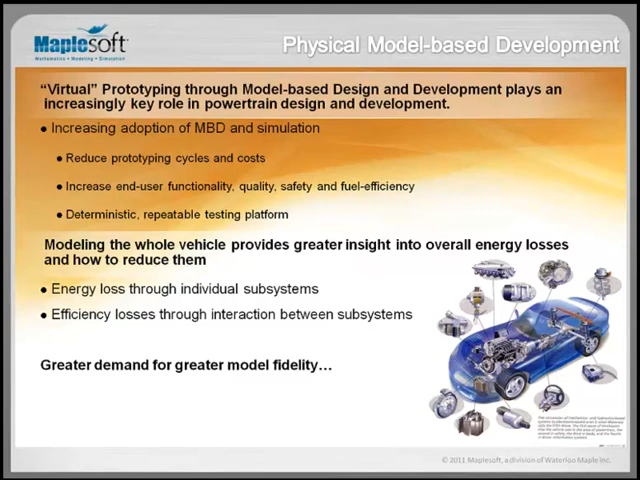 Maplesoft
Mathematics • Modeling • Simulation
Physical Model-based Development
“Virtual” Prototyping through Model-based Design and Development plays an
increasingly key role in powertrain design and development.
• Increasing adoption of MBD and simulation
• Reduce prototyping cycles and costs
• Increase end-user functionality, quality, safety and fuel-efficiency
• Deterministic, repeatable testing platform
Modeling the whole vehicle provides greater insight into overall energy losses
and how to reduce them
• Energy loss through individual subsystems
• Efficiency losses through interaction between subsystems
Greater demand for greater model fidelity…
© 2011 Maplesoft, a division of Waterloo Maple Inc.